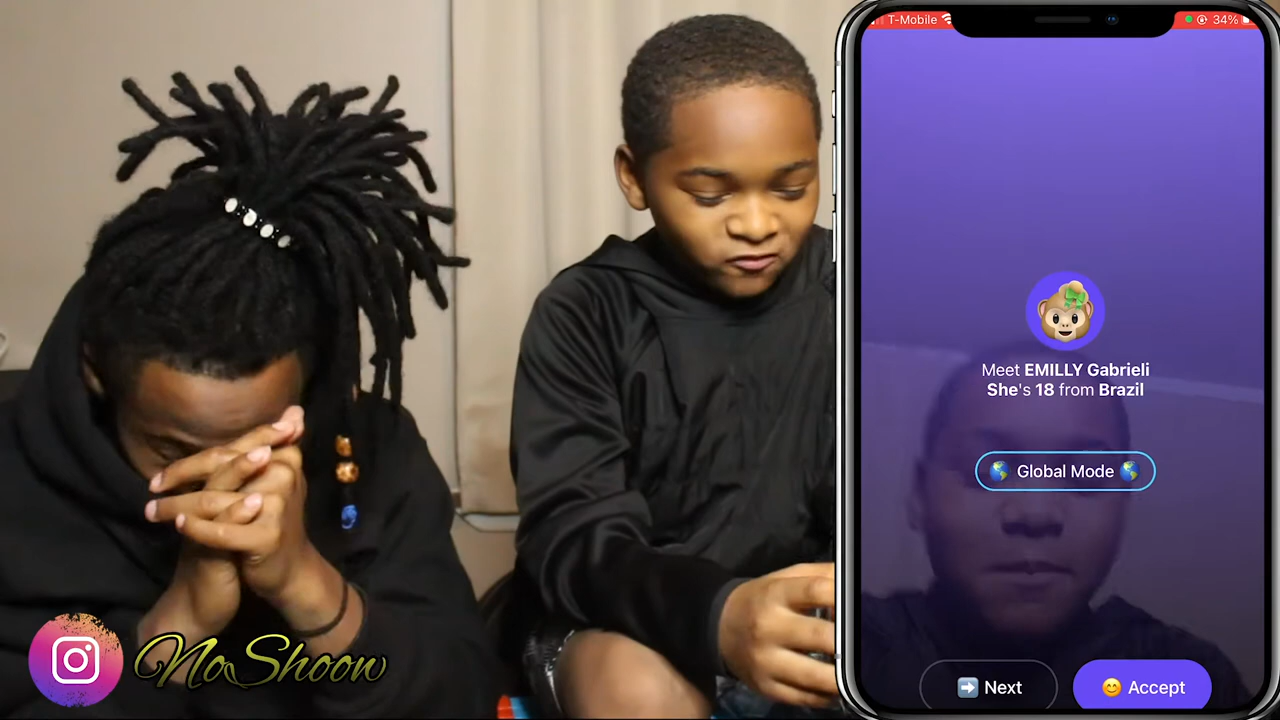 T-Mobile
34%
Meet EMILLY Gabrieli
She's 18 from Brazil
🌎 Global Mode 🌎
➡️ Next
😊 Accept
NoShoow